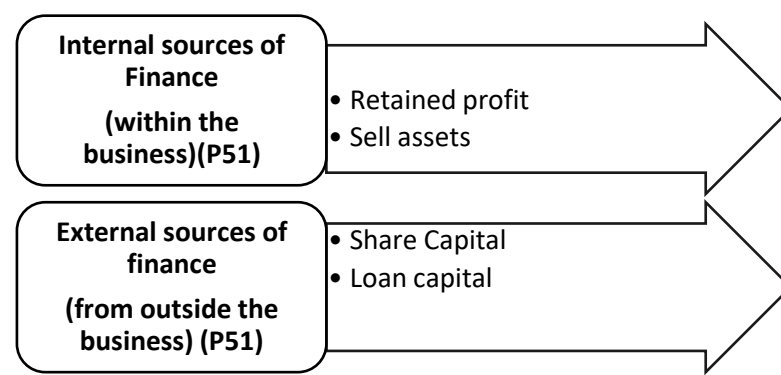 Internal sources of
Finance
(within the
business)(P51)
• Retained profit
• Sell assets
External sources of
finance
(from outside the
business) (P51)
• Share Capital
• Loan capital